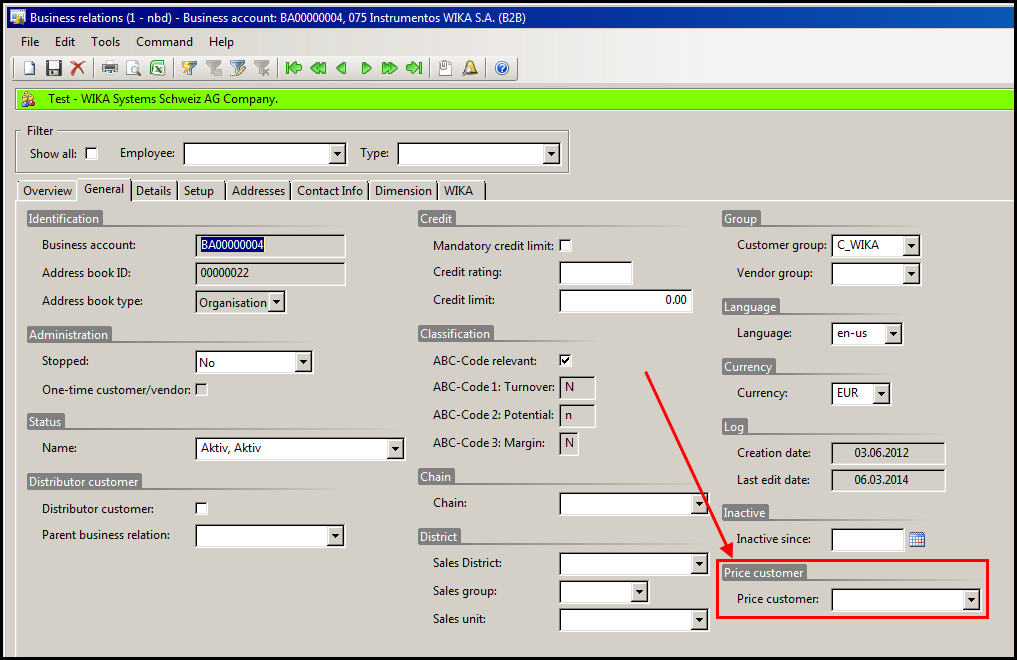 Business relations (1 - nbd) - Business account: BA00000004, 075 Instrumentos WIKA S.A. (B2B)
File Edit Tools Command Help
Test - WIKA Systems Schweiz AG Company.
Filter
Show all: Employee: Type:
Overview General Details Setup Addresses Contact Info Dimension WIKA
Identification
Business account: BA00000004
Address book ID: 00000022
Address book type: Organisation
Administration
Stopped: No
One-time customer/vendor:
Status
Name: Aktiv, Aktiv
Distributor customer
Distributor customer:
Parent business relation:
Credit
Mandatory credit limit:
Credit rating:
Credit limit: 0.00
Classification
ABC-Code relevant:
ABC-Code 1: Turnover: N
ABC-Code 2: Potential: n
ABC-Code 3: Margin: N
Chain
Chain:
District
Sales District:
Sales group:
Sales unit:
Group
Customer group: C_WIKA
Vendor group:
Language
Language: en-us
Currency
Currency: EUR
Log
Creation date: 03.06.2012
Last edit date: 06.03.2014
Inactive
Inactive since:
Price customer
Price customer: